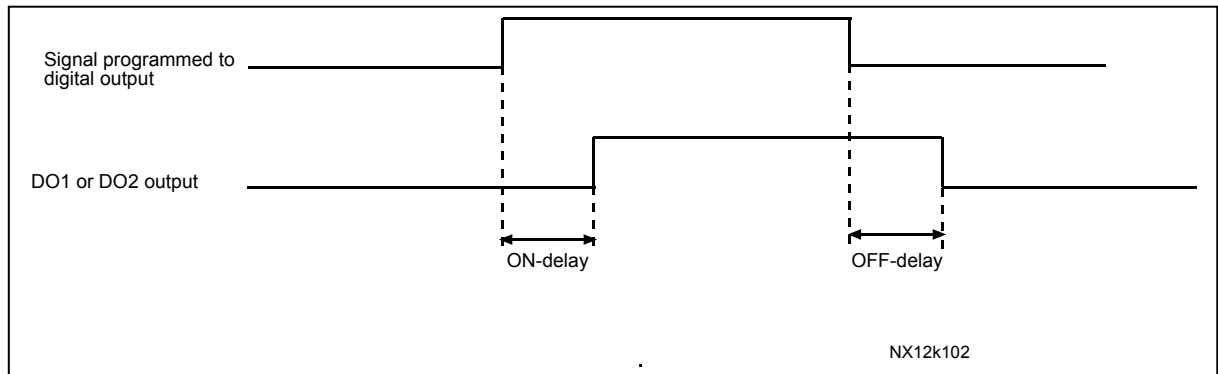 Signal programmed to
digital output
DO1 or DO2 output
ON-delay
OFF-delay
NX12k102